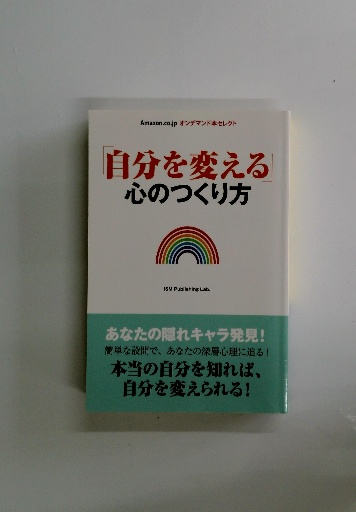 Amazon.co.jp オンデマンド本セレクト
「自分を変える」
心のつくり方
ISM Publishing Lab.
あなたの隠れキャラ発見!
簡単な設問で、あなたの深層心理に迫る!
本当の自分を知れば、
自分を変えられる!